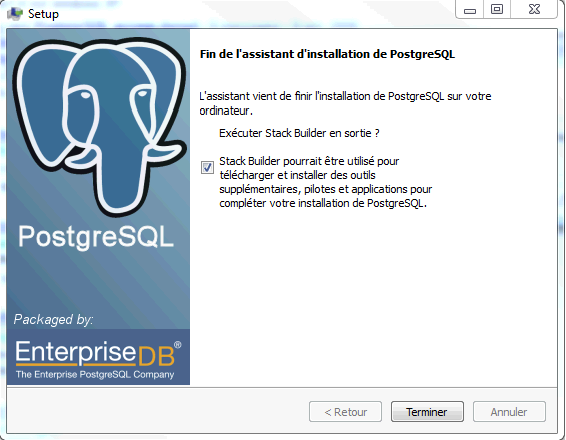 Setup
Fin de l'assistant d'installation de PostgreSQL
L'assistant vient de finir l'installation de PostgreSQL sur votre
ordinateur.
Exécuter Stack Builder en sortie ?
Stack Builder pourrait être utilisé pour
télécharger et installer des outils
supplémentaires, pilotes et applications pour
compléter votre installation de PostgreSQL.
PostgreSQL
Packaged by:
EnterpriseDB®
The Enterprise PostgreSQL Company
< Retour
Terminer
Annuler